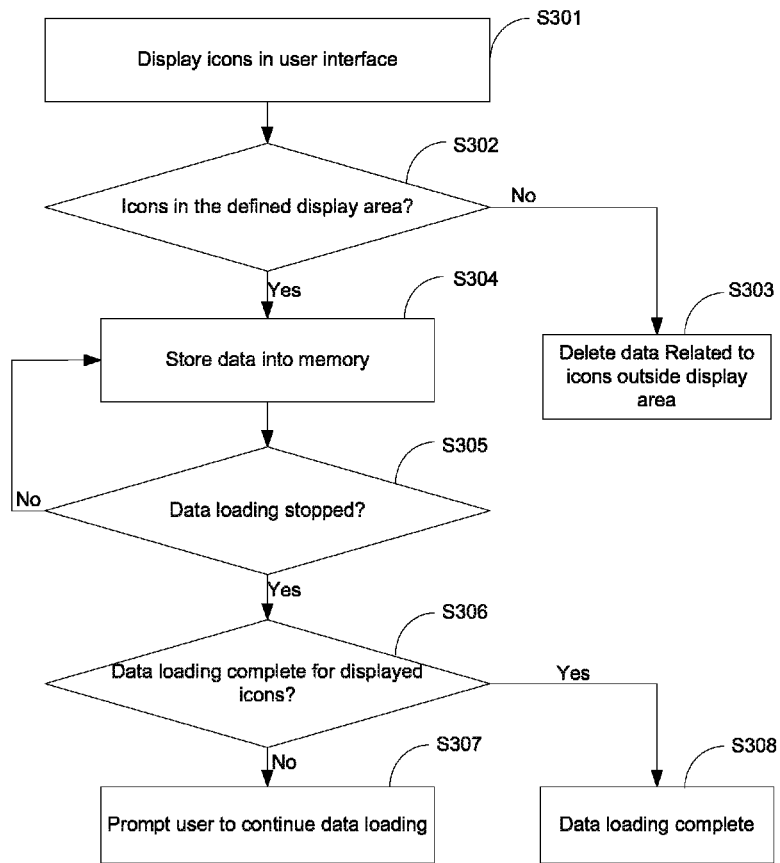 S301
Display icons in user interface
S302
Icons in the defined display area?
No
Yes
S304
S303
Store data into memory
Delete data Related to
icons outside display
area
S305
No
Data loading stopped?
Yes
S306
Data loading complete for displayed
icons?
Yes
No
S307
S308
Prompt user to continue data loading
Data loading complete